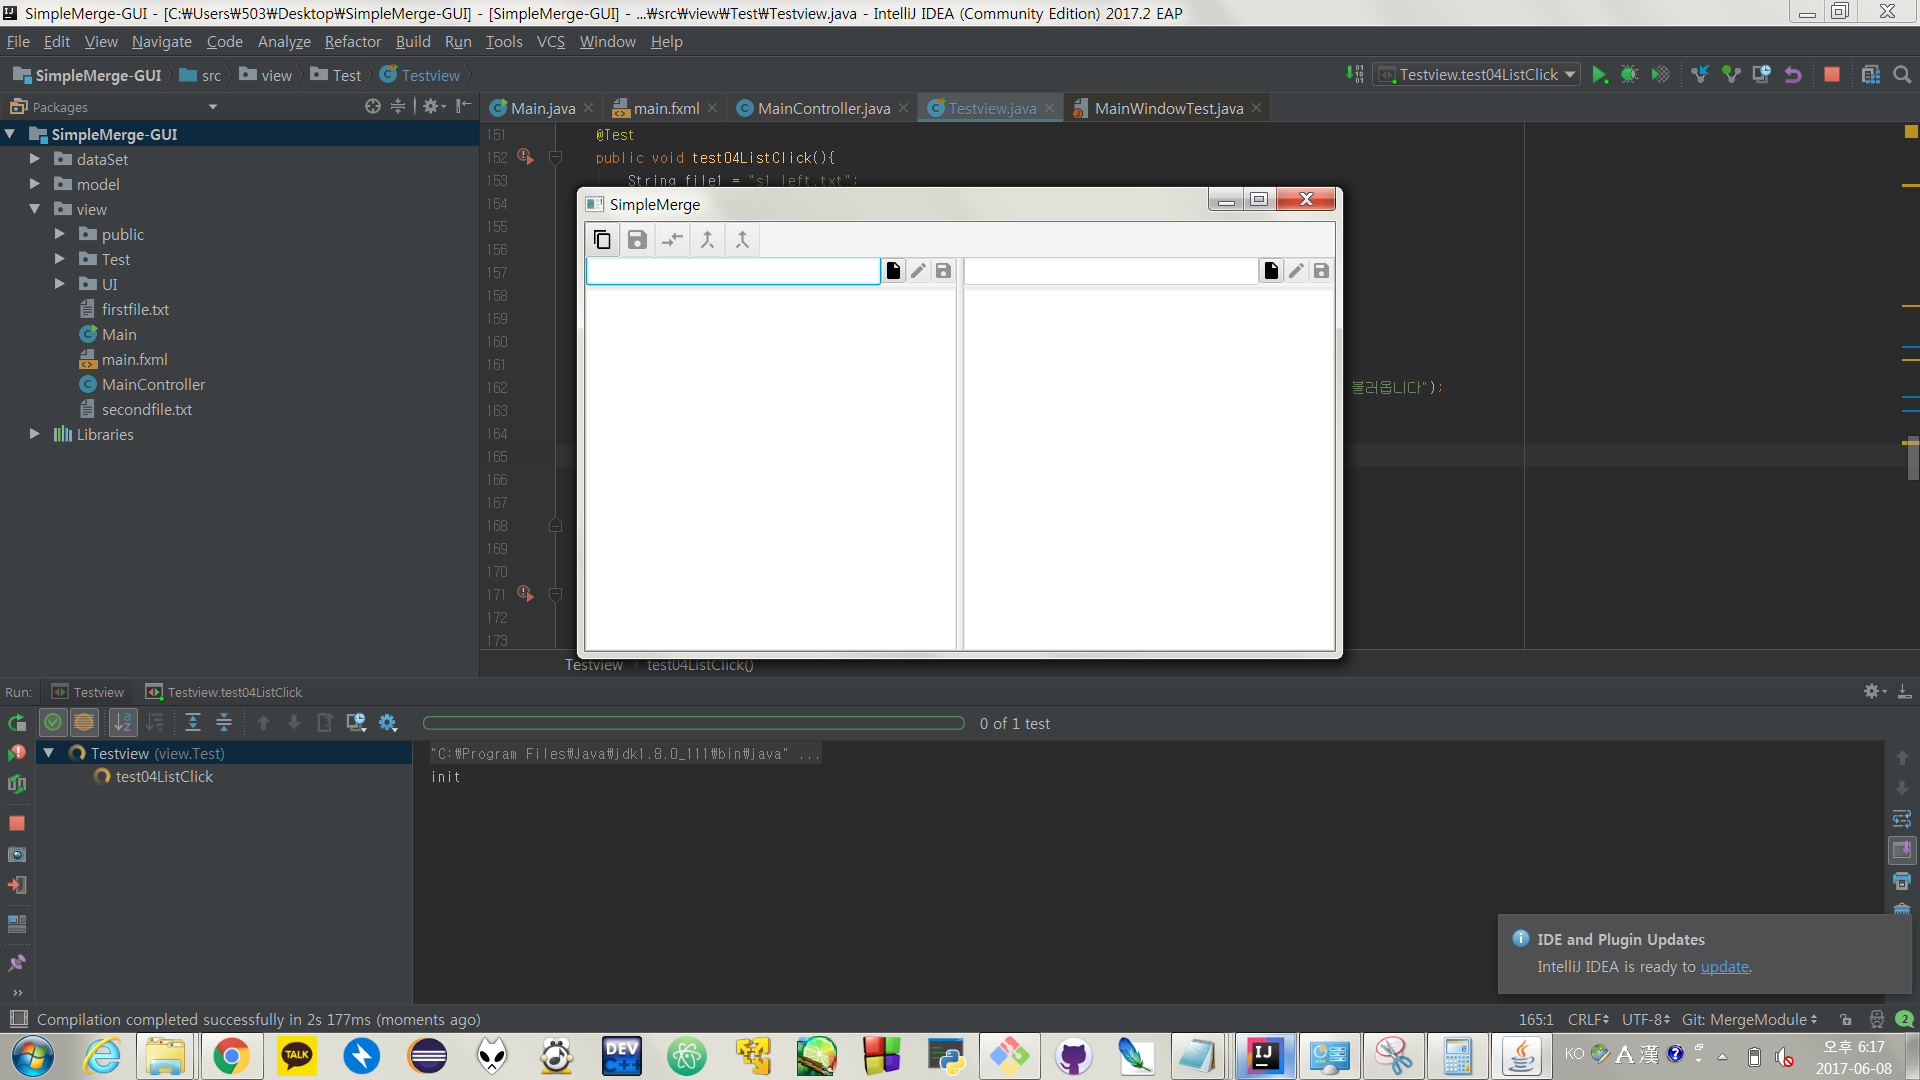 SimpleMerge-GUI - [C:₩Users₩503₩Desktop₩SimpleMerge-GUI] - [SimpleMerge-GUI] - ...₩src₩view₩Test₩Testview.java - IntelliJ IDEA (Community Edition) 2017.2 EAP
File Edit View Navigate Code Analyze Refactor Build Run Tools VCS Window Help
SimpleMerge-GUI src view Test Testview
Testview.test04ListClick
Packages
Main.java main.fxml MainController.java Testview.java MainWindowTest.java
SimpleMerge-GUI
dataSet
model
view
public
Test
UI
firstfile.txt
Main
main.fxml
MainController
secondfile.txt
Libraries
151 @Test
152 public void test04ListClick(){
153 String file1 = "s1_left.txt";
154
155
156
157
158
159
160
161
162 불러옵니다");
163
164
165
166
167
168
169
170
171
172
173
SimpleMerge
Testview test04ListClick()
Run: Testview Testview.test04ListClick
0 of 1 test
Testview (view.Test)
test04ListClick
"C:₩Program Files₩Java₩jdk1.8.0_111₩bin₩java" ...
init
IDE and Plugin Updates
IntelliJ IDEA is ready to update.
Compilation completed successfully in 2s 177ms (moments ago)
165:1 CRLF UTF-8 Git: MergeModule 2
TALK
DEV C++
IJ
KO A 漢
오후 6:17
2017-06-08